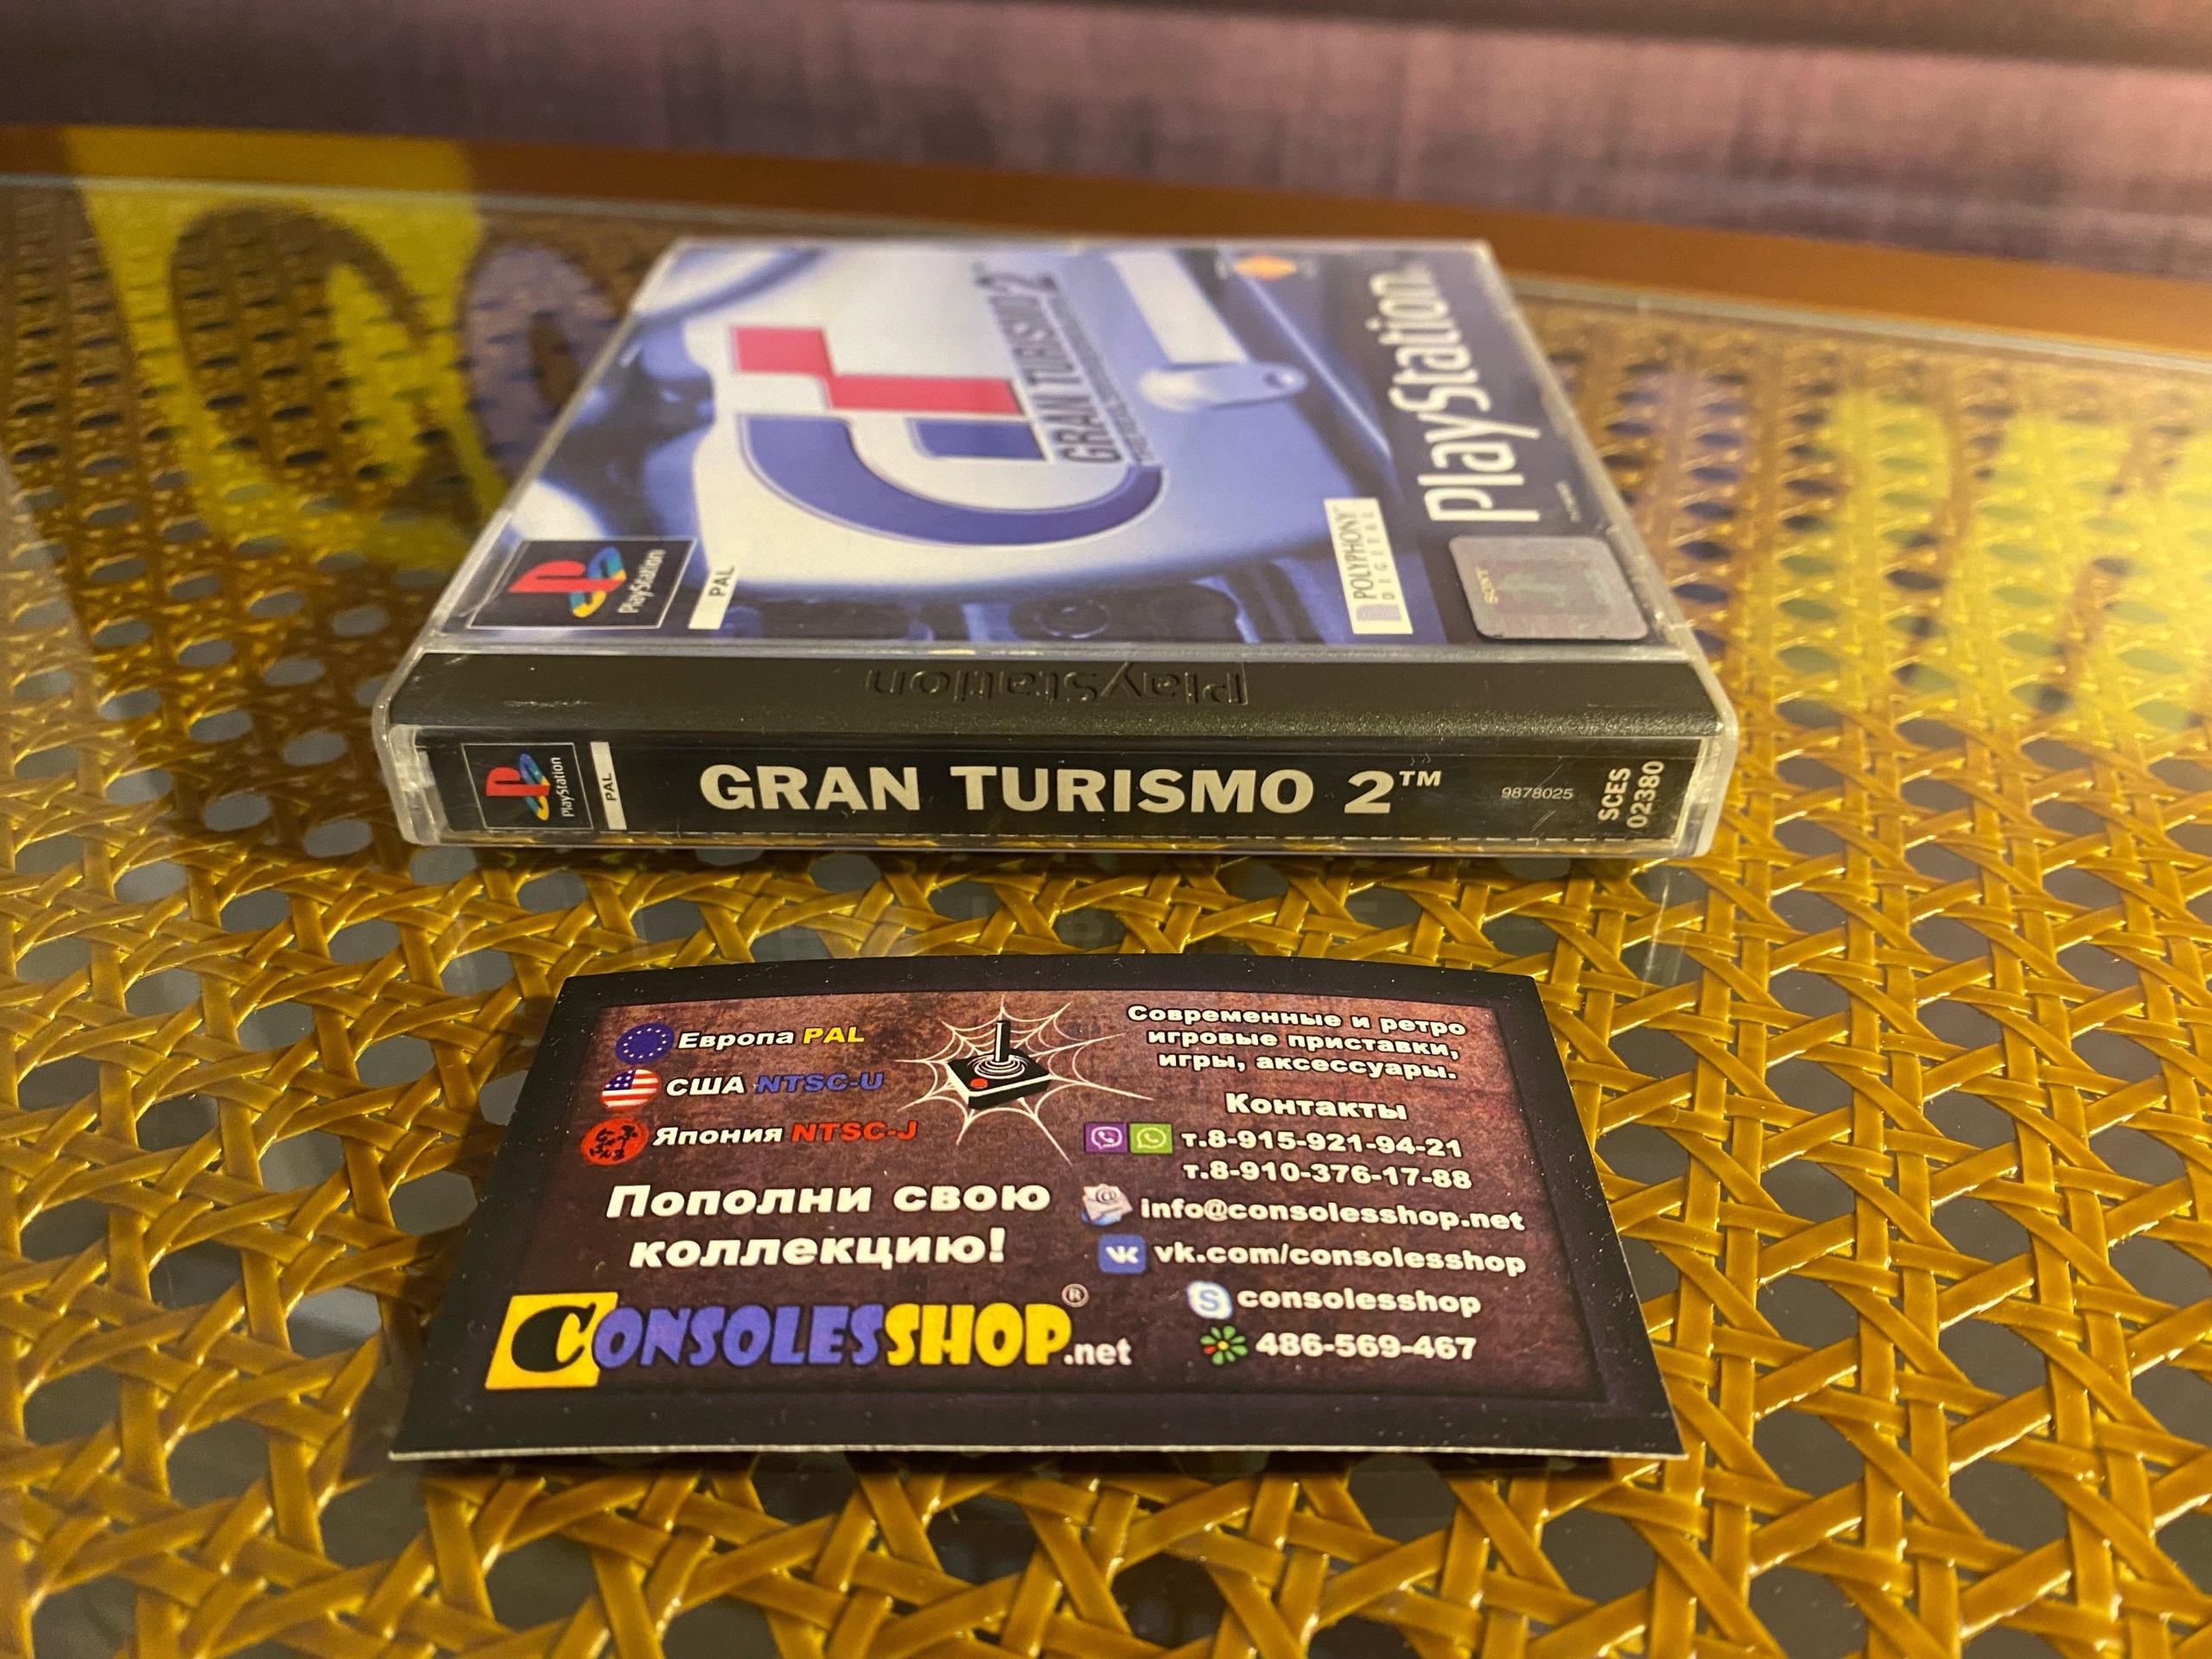 GRAN TURISMO 2
PlayStation
PlayStation
PAL
POLYPHONY
DIGITAL
SONY
PlayStation
PlayStation
PAL
GRAN TURISMO 2™
9878025
SCES
02380
Европа PAL
США NTSC-U
Япония NTSC-J
Пополни свою
коллекцию!
CONSOLESSHOP.net
®
Современные и ретро
игровые приставки,
игры, аксессуары.
Контакты
т.8-915-921-94-21
т.8-910-376-17-88
info@consolesshop.net
vk.com/consolesshop
consolesshop
486-569-467